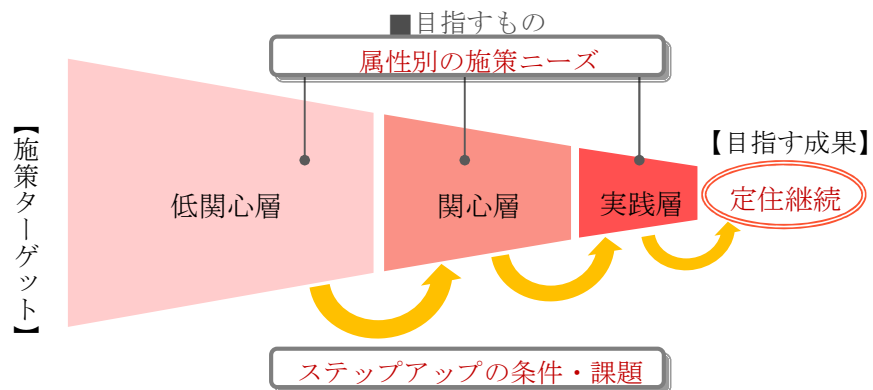 ■目指すもの
属性別の施策ニーズ
【施策ターゲット】
低関心層
関心層
実践層
【目指す成果】
定住継続
ステップアップの条件・課題